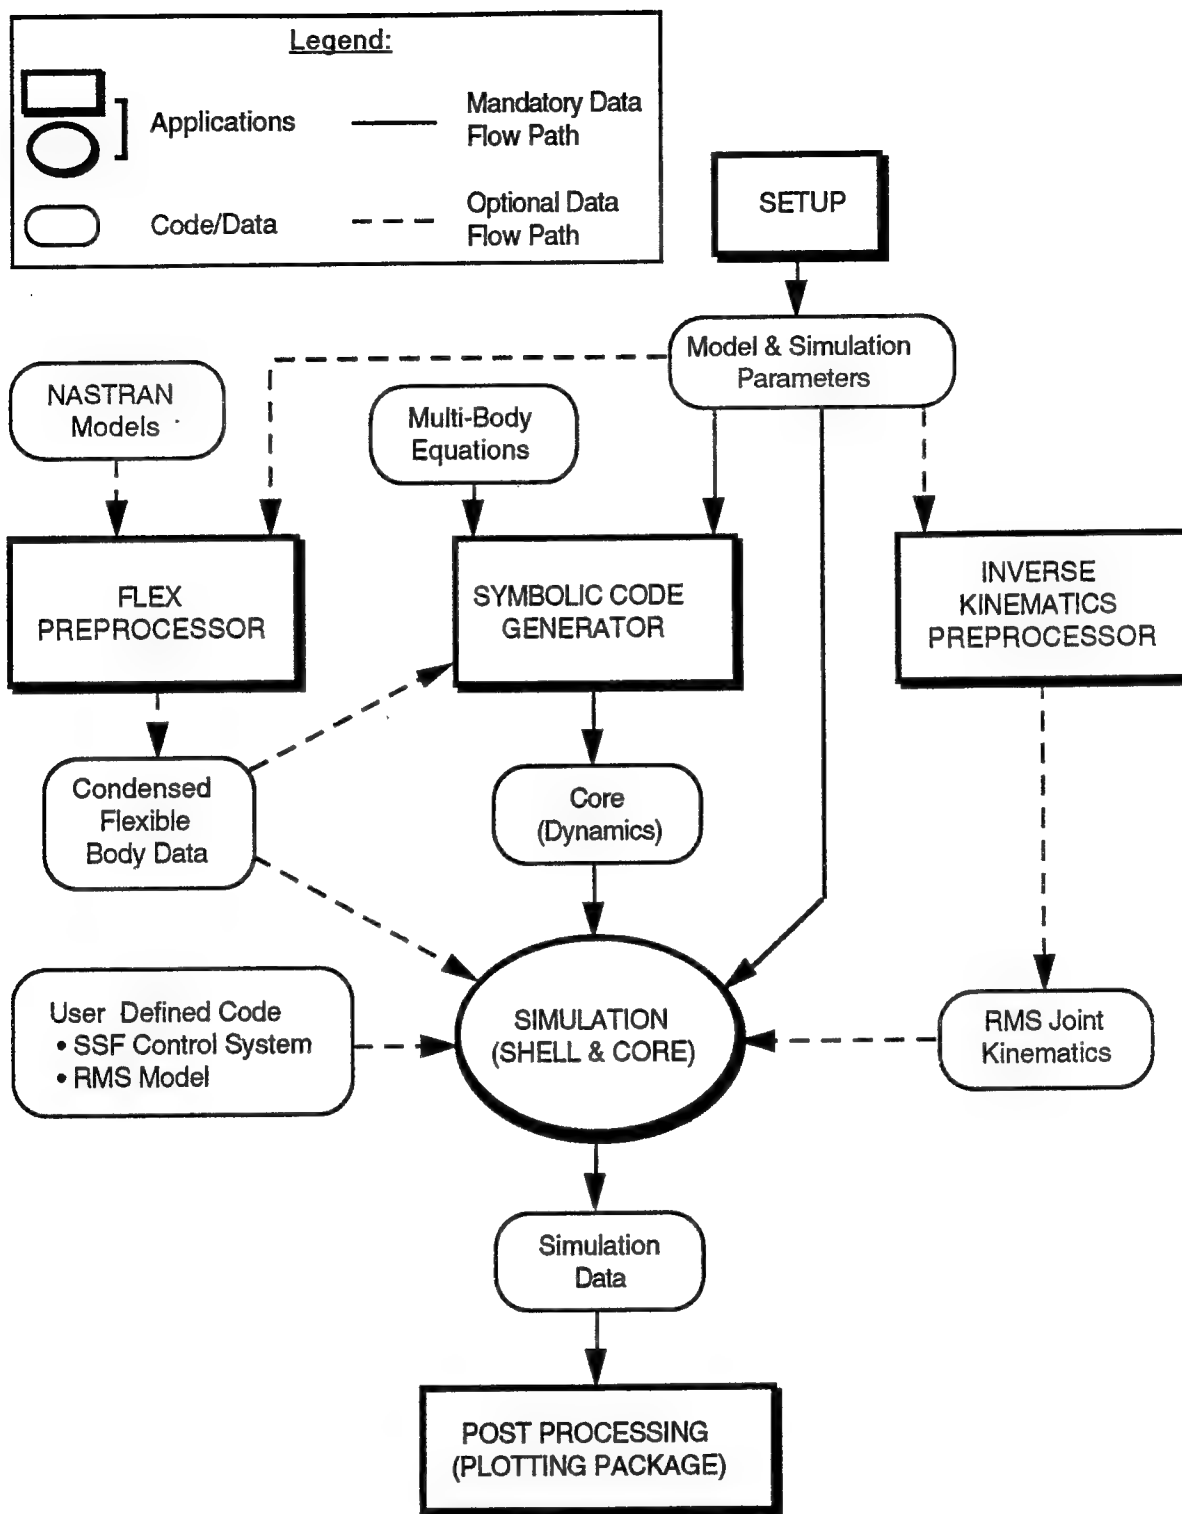 Legend:
Applications
Mandatory Data
Flow Path
Code/Data
Optional Data
Flow Path
SETUP
Model & Simulation
Parameters
NASTRAN
Models
Multi-Body
Equations
FLEX
PREPROCESSOR
SYMBOLIC CODE
GENERATOR
INVERSE
KINEMATICS
PREPROCESSOR
Condensed
Flexible
Body Data
Core
(Dynamics)
User Defined Code
• SSF Control System
• RMS Model
SIMULATION
(SHELL & CORE)
RMS Joint
Kinematics
Simulation
Data
POST PROCESSING
(PLOTTING PACKAGE)